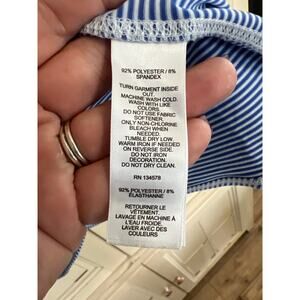 92% POLYESTER / 8%
SPANDEX
TURN GARMENT INSIDE
OUT.
MACHINE WASH COLD.
WASH WITH LIKE
COLORS.
DO NOT USE FABRIC
SOFTENER.
ONLY NON-CHLORINE
BLEACH WHEN
NEEDED.
TUMBLE DRY LOW.
WARM IRON IF NEEDED
ON REVERSE SIDE.
DO NOT IRON
DECORATION.
DO NOT DRY CLEAN.
RN 134578
92% POLYESTER / 8%
ÉLASTHANNE
RETOURNER LE
VÊTEMENT.
LAVAGE EN MACHINE À
L'EAU FROIDE.
LAVER AVEC DES
COULEURS